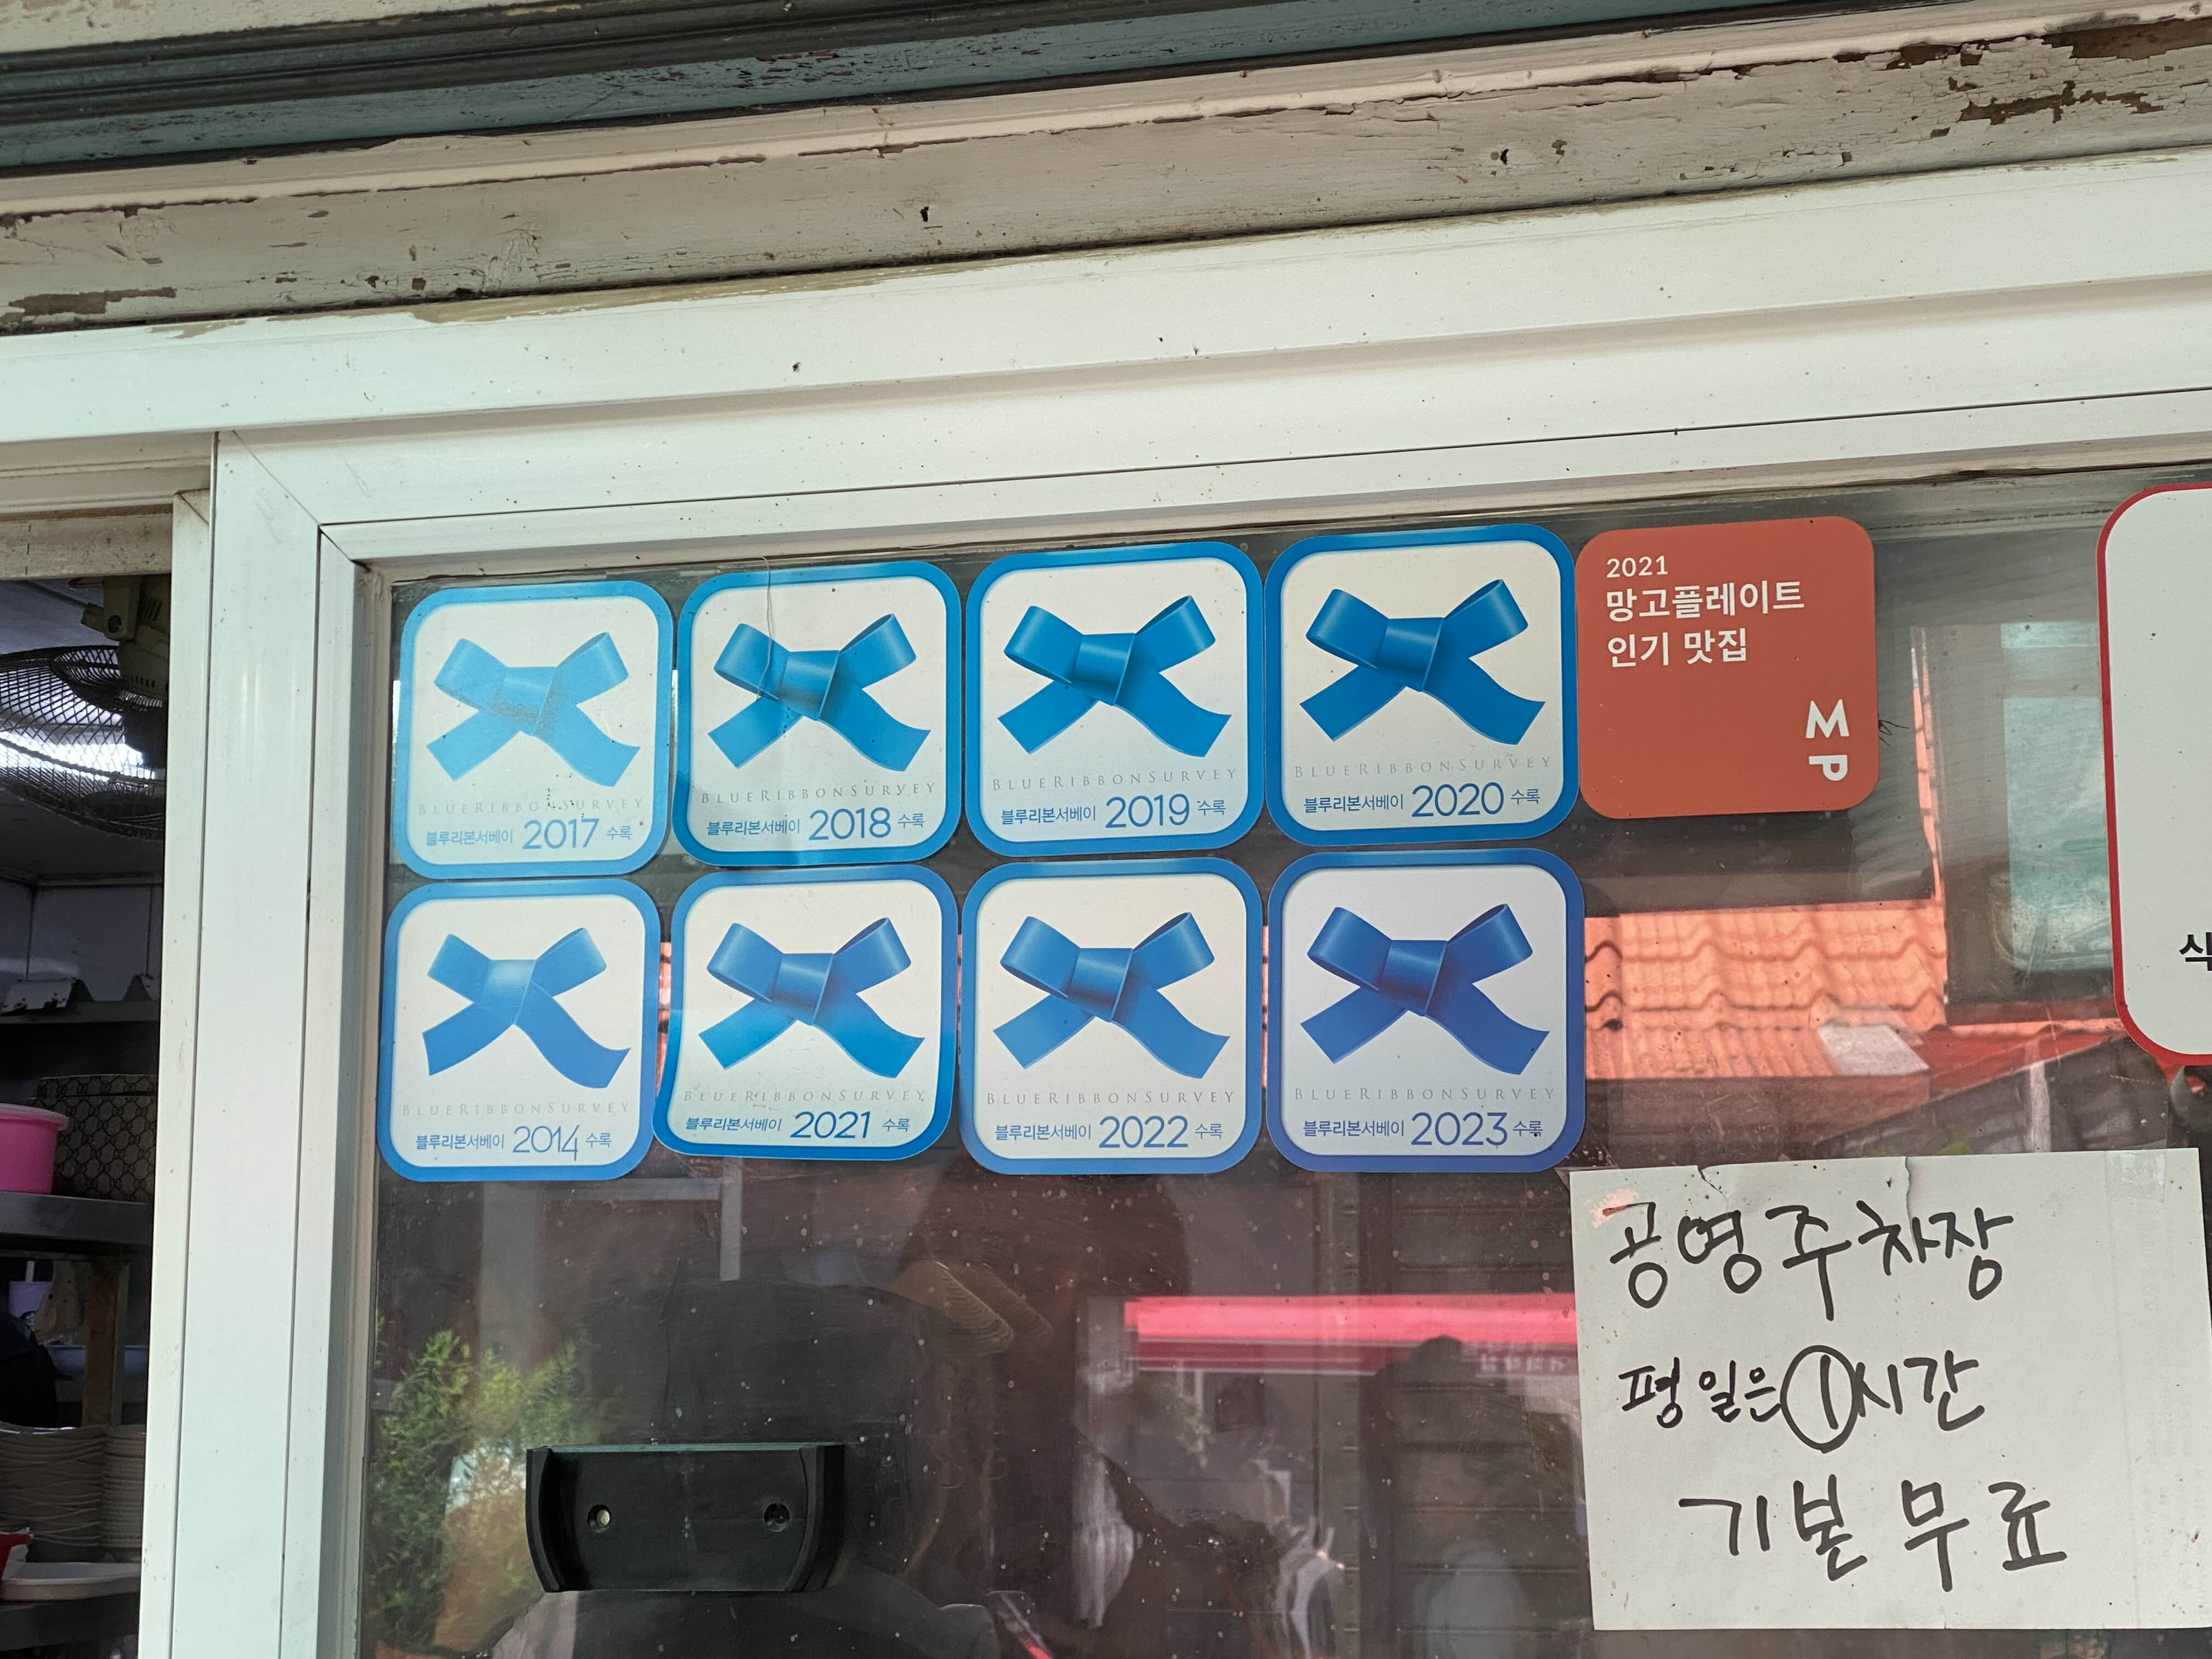 BLUERIBBONSURVEY
블루리본서베이 2017 수록
BLUERIBBONSURVEY
블루리본서베이 2018 수록
BLUERIBBONSURVEY
블루리본서베이 2019 수록
BLUERIBBONSURVEY
블루리본서베이 2020 수록
2021
망고플레이트
인기 맛집
MP
BLUERIBBONSURVEY
블루리본서베이 2014 수록
BLUERIBBONSURVEY
블루리본서베이 2021 수록
BLUERIBBONSURVEY
블루리본서베이 2022 수록
BLUERIBBONSURVEY
블루리본서베이 2023 수록
공영주차장
평일은 1시간
기본 무료